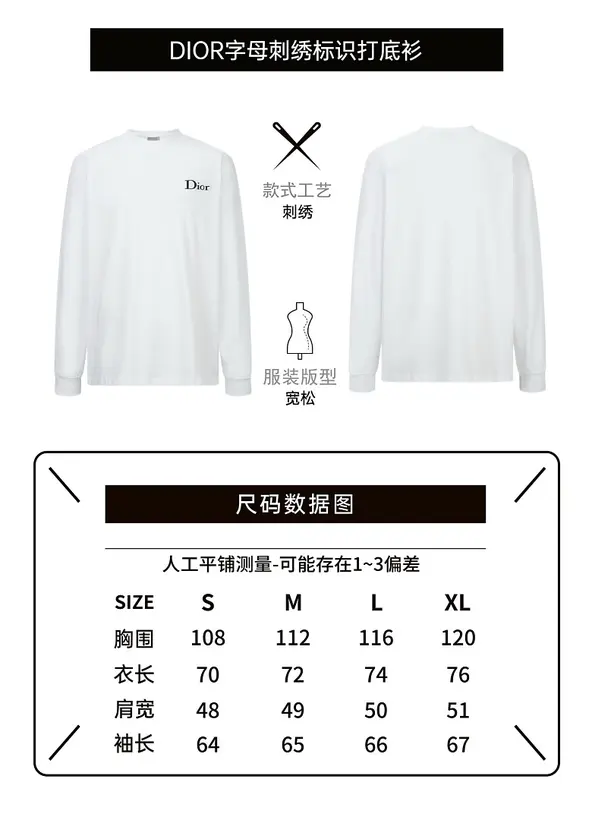 DIOR字母刺绣标识打底衫
Dior
款式工艺
刺绣
服装版型
宽松
尺码数据图
人工平铺测量-可能存在1~3偏差
SIZE S M L XL
胸围 108 112 116 120
衣长 70 72 74 76
肩宽 48 49 50 51
袖长 64 65 66 67